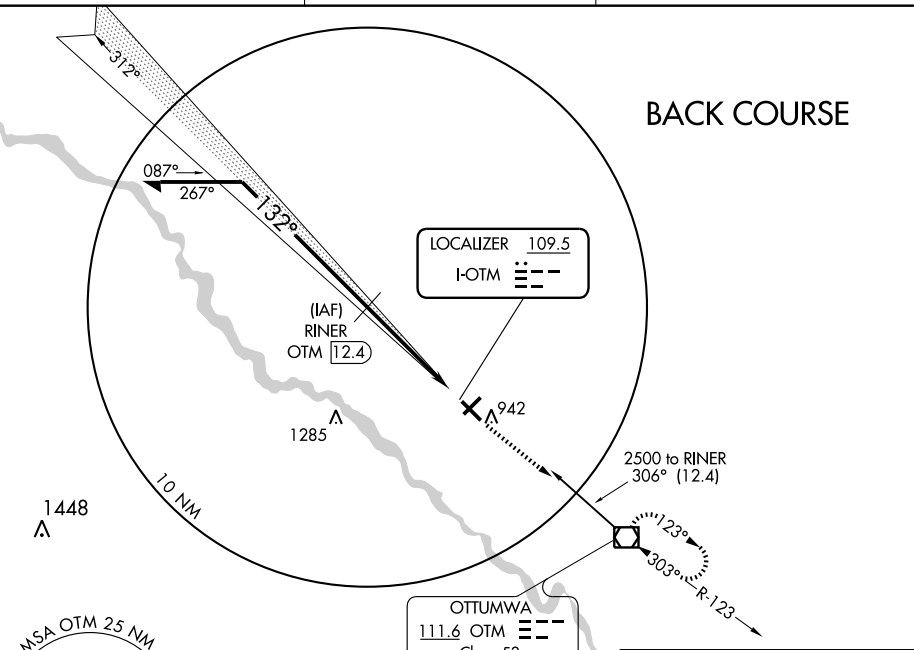 312°
BACK COURSE
087°
267°
132°
LOCALIZER 109.5
I-OTM
(IAF)
RINER
OTM 12.4
942
1285
2500 to RINER
306° (12.4)
10 NM
1448
123°
303°
R-123
OTTUMWA
111.6 OTM
MSA OTM 25 NM